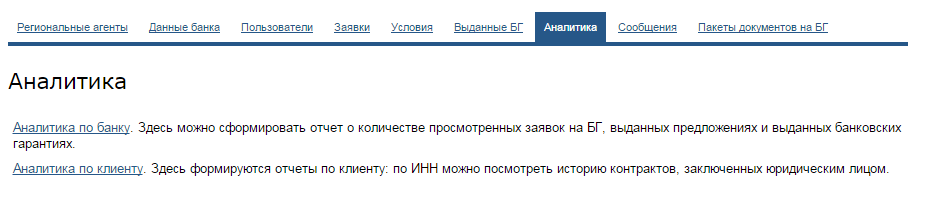 Региональные агенты Данные банка Пользователи Заявки Условия Выданные БГ Аналитика Сообщения Пакеты документов на БГ
Аналитика
Аналитика по банку. Здесь можно сформировать отчет о количестве просмотренных заявок на БГ, выданных предложениях и выданных банковских
гарантиях.
Аналитика по клиенту. Здесь формируются отчеты по клиенту: по ИНН можно посмотреть историю контрактов, заключенных юридическим лицом.